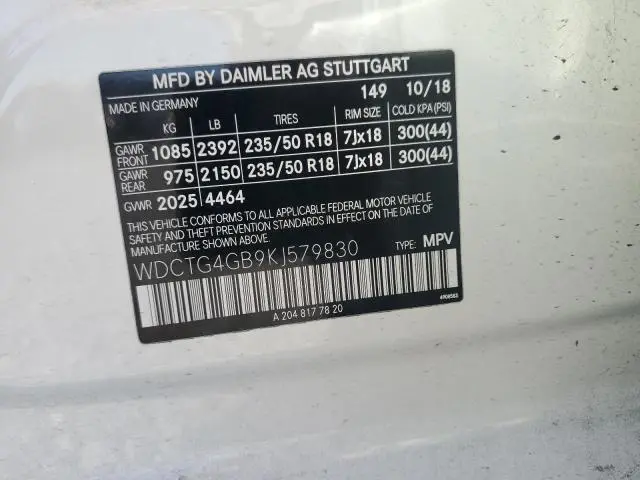 MFD BY DAIMLER AG STUTTGART
MADE IN GERMANY 149 10/18
KG LB TIRES RIM SIZE COLD KPA (PSI)
GAWR FRONT 1085 2392 235/50 R18 7Jx18 300(44)
GAWR REAR 975 2150 235/50 R18 7Jx18 300(44)
GVWR 2025 4464
THIS VEHICLE CONFORMS TO ALL APPLICABLE FEDERAL MOTOR VEHICLE
SAFETY AND THEFT PREVENTION STANDARDS IN EFFECT ON THE DATE OF
MANUFACTURE SHOWN ABOVE.
WDCTG4GB9KJ579830 TYPE: MPV
A 204 817 78 20